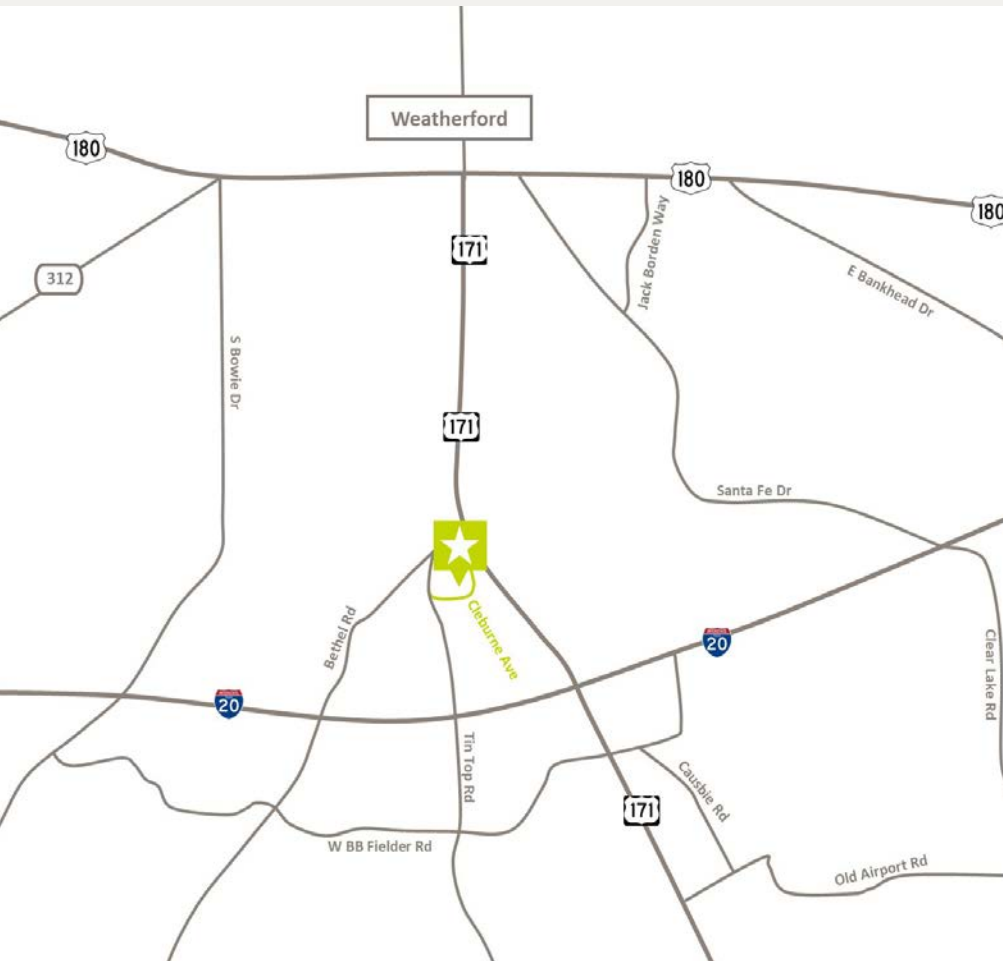 Weatherford
180
180
180
171
Jack Borden Way
312
E Bankhead Dr
S Bowie Dr
171
Santa Fe Dr
Bethel Rd
Cleburne Ave
20
20
Clear Lake Rd
Tin Top Rd
Causbie Rd
171
W BB Fielder Rd
Old Airport Rd